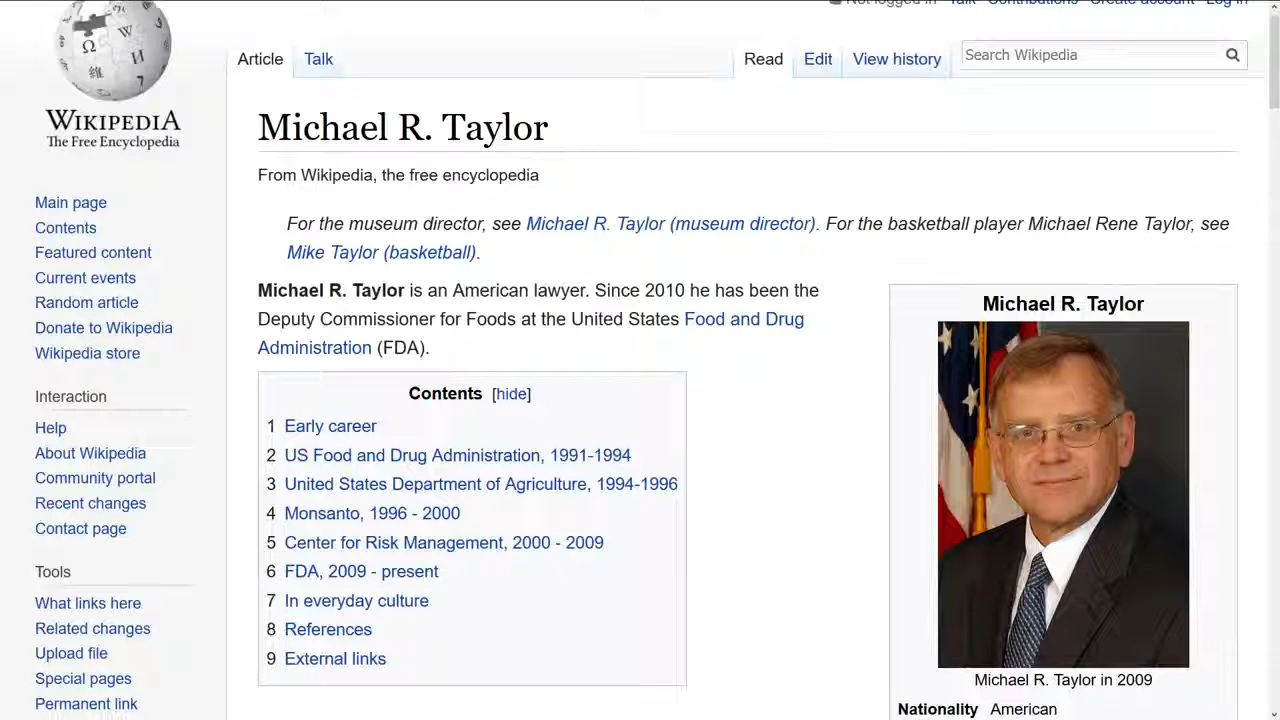 Not logged in Talk Contributions Create account Log in
Article Talk Read Edit View history Search Wikipedia
WIKIPEDIA
The Free Encyclopedia
Main page
Contents
Featured content
Current events
Random article
Donate to Wikipedia
Wikipedia store
Interaction
Help
About Wikipedia
Community portal
Recent changes
Contact page
Tools
What links here
Related changes
Upload file
Special pages
Permanent link
Michael R. Taylor
From Wikipedia, the free encyclopedia
For the museum director, see Michael R. Taylor (museum director). For the basketball player Michael Rene Taylor, see
Mike Taylor (basketball).
Michael R. Taylor is an American lawyer. Since 2010 he has been the
Deputy Commissioner for Foods at the United States Food and Drug
Administration (FDA).
Contents [hide]
1 Early career
2 US Food and Drug Administration, 1991-1994
3 United States Department of Agriculture, 1994-1996
4 Monsanto, 1996 - 2000
5 Center for Risk Management, 2000 - 2009
6 FDA, 2009 - present
7 In everyday culture
8 References
9 External links
Michael R. Taylor
Michael R. Taylor in 2009
Nationality American